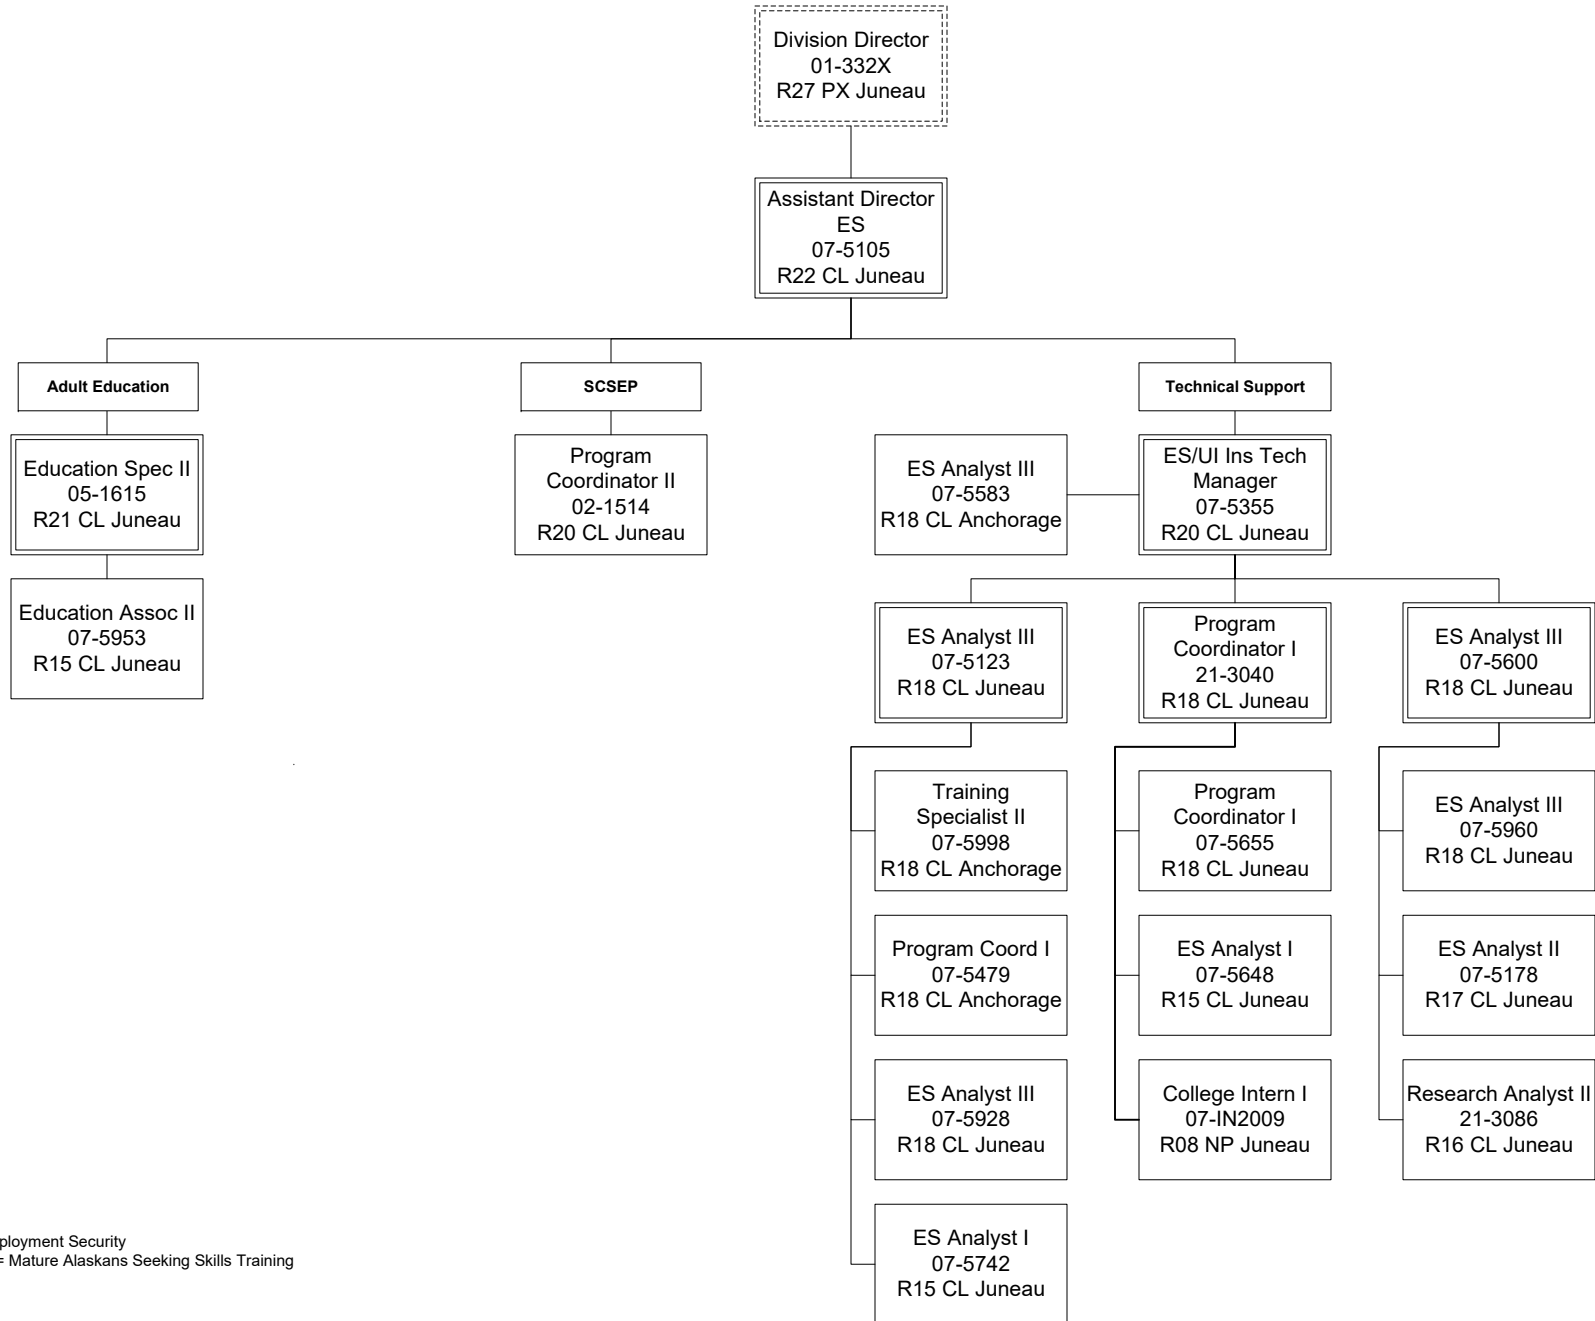 Division Director
01-332X
R27 PX Juneau
Assistant Director
ES
07-5105
R22 CL Juneau
Adult Education
SCSEP
Technical Support
Education Spec II
05-1615
R21 CL Juneau
Program
Coordinator II
02-1514
R20 CL Juneau
ES Analyst III
07-5583
R18 CL Anchorage
ES/UI Ins Tech
Manager
07-5355
R20 CL Juneau
Education Assoc II
07-5953
R15 CL Juneau
ES Analyst III
07-5123
R18 CL Juneau
Program
Coordinator I
21-3040
R18 CL Juneau
ES Analyst III
07-5600
R18 CL Juneau
Training
Specialist II
07-5998
R18 CL Anchorage
Program
Coordinator I
07-5655
R18 CL Juneau
ES Analyst III
07-5960
R18 CL Juneau
Program Coord I
07-5479
R18 CL Anchorage
ES Analyst I
07-5648
R15 CL Juneau
ES Analyst II
07-5178
R17 CL Juneau
ES Analyst III
07-5928
R18 CL Juneau
College Intern I
07-IN2009
R08 NP Juneau
Research Analyst II
21-3086
R16 CL Juneau
ES Analyst I
07-5742
R15 CL Juneau
ployment Security
= Mature Alaskans Seeking Skills Training